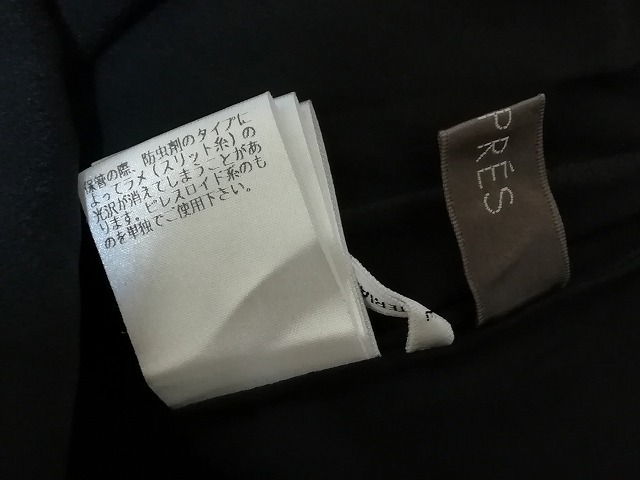 保管の際、防虫剤のタイプに
よってラメ(スリット糸)の
光沢が消えてしまうことがあ
ります。ピレスロイド系のも
のを単独でご使用下さい。
PRÉS
TERIA